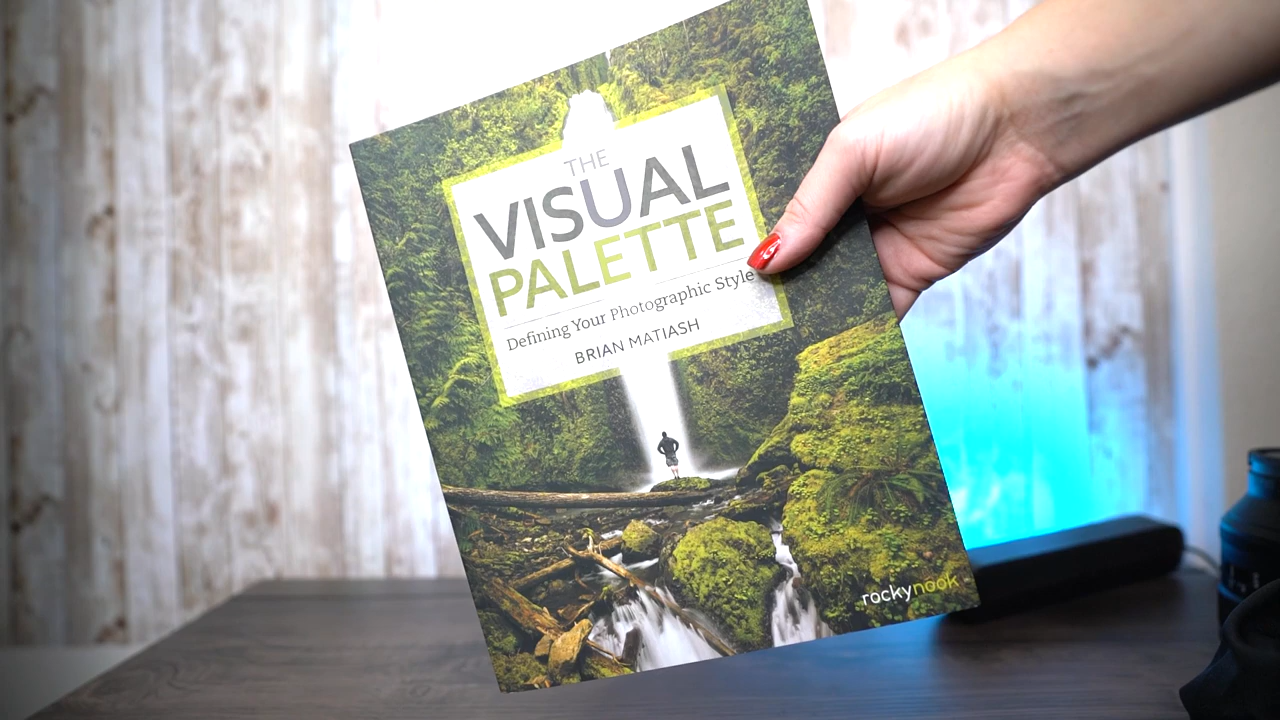 THE
VISUAL
PALETTE
Defining Your Photographic Style
BRIAN MATIASH
rockynook